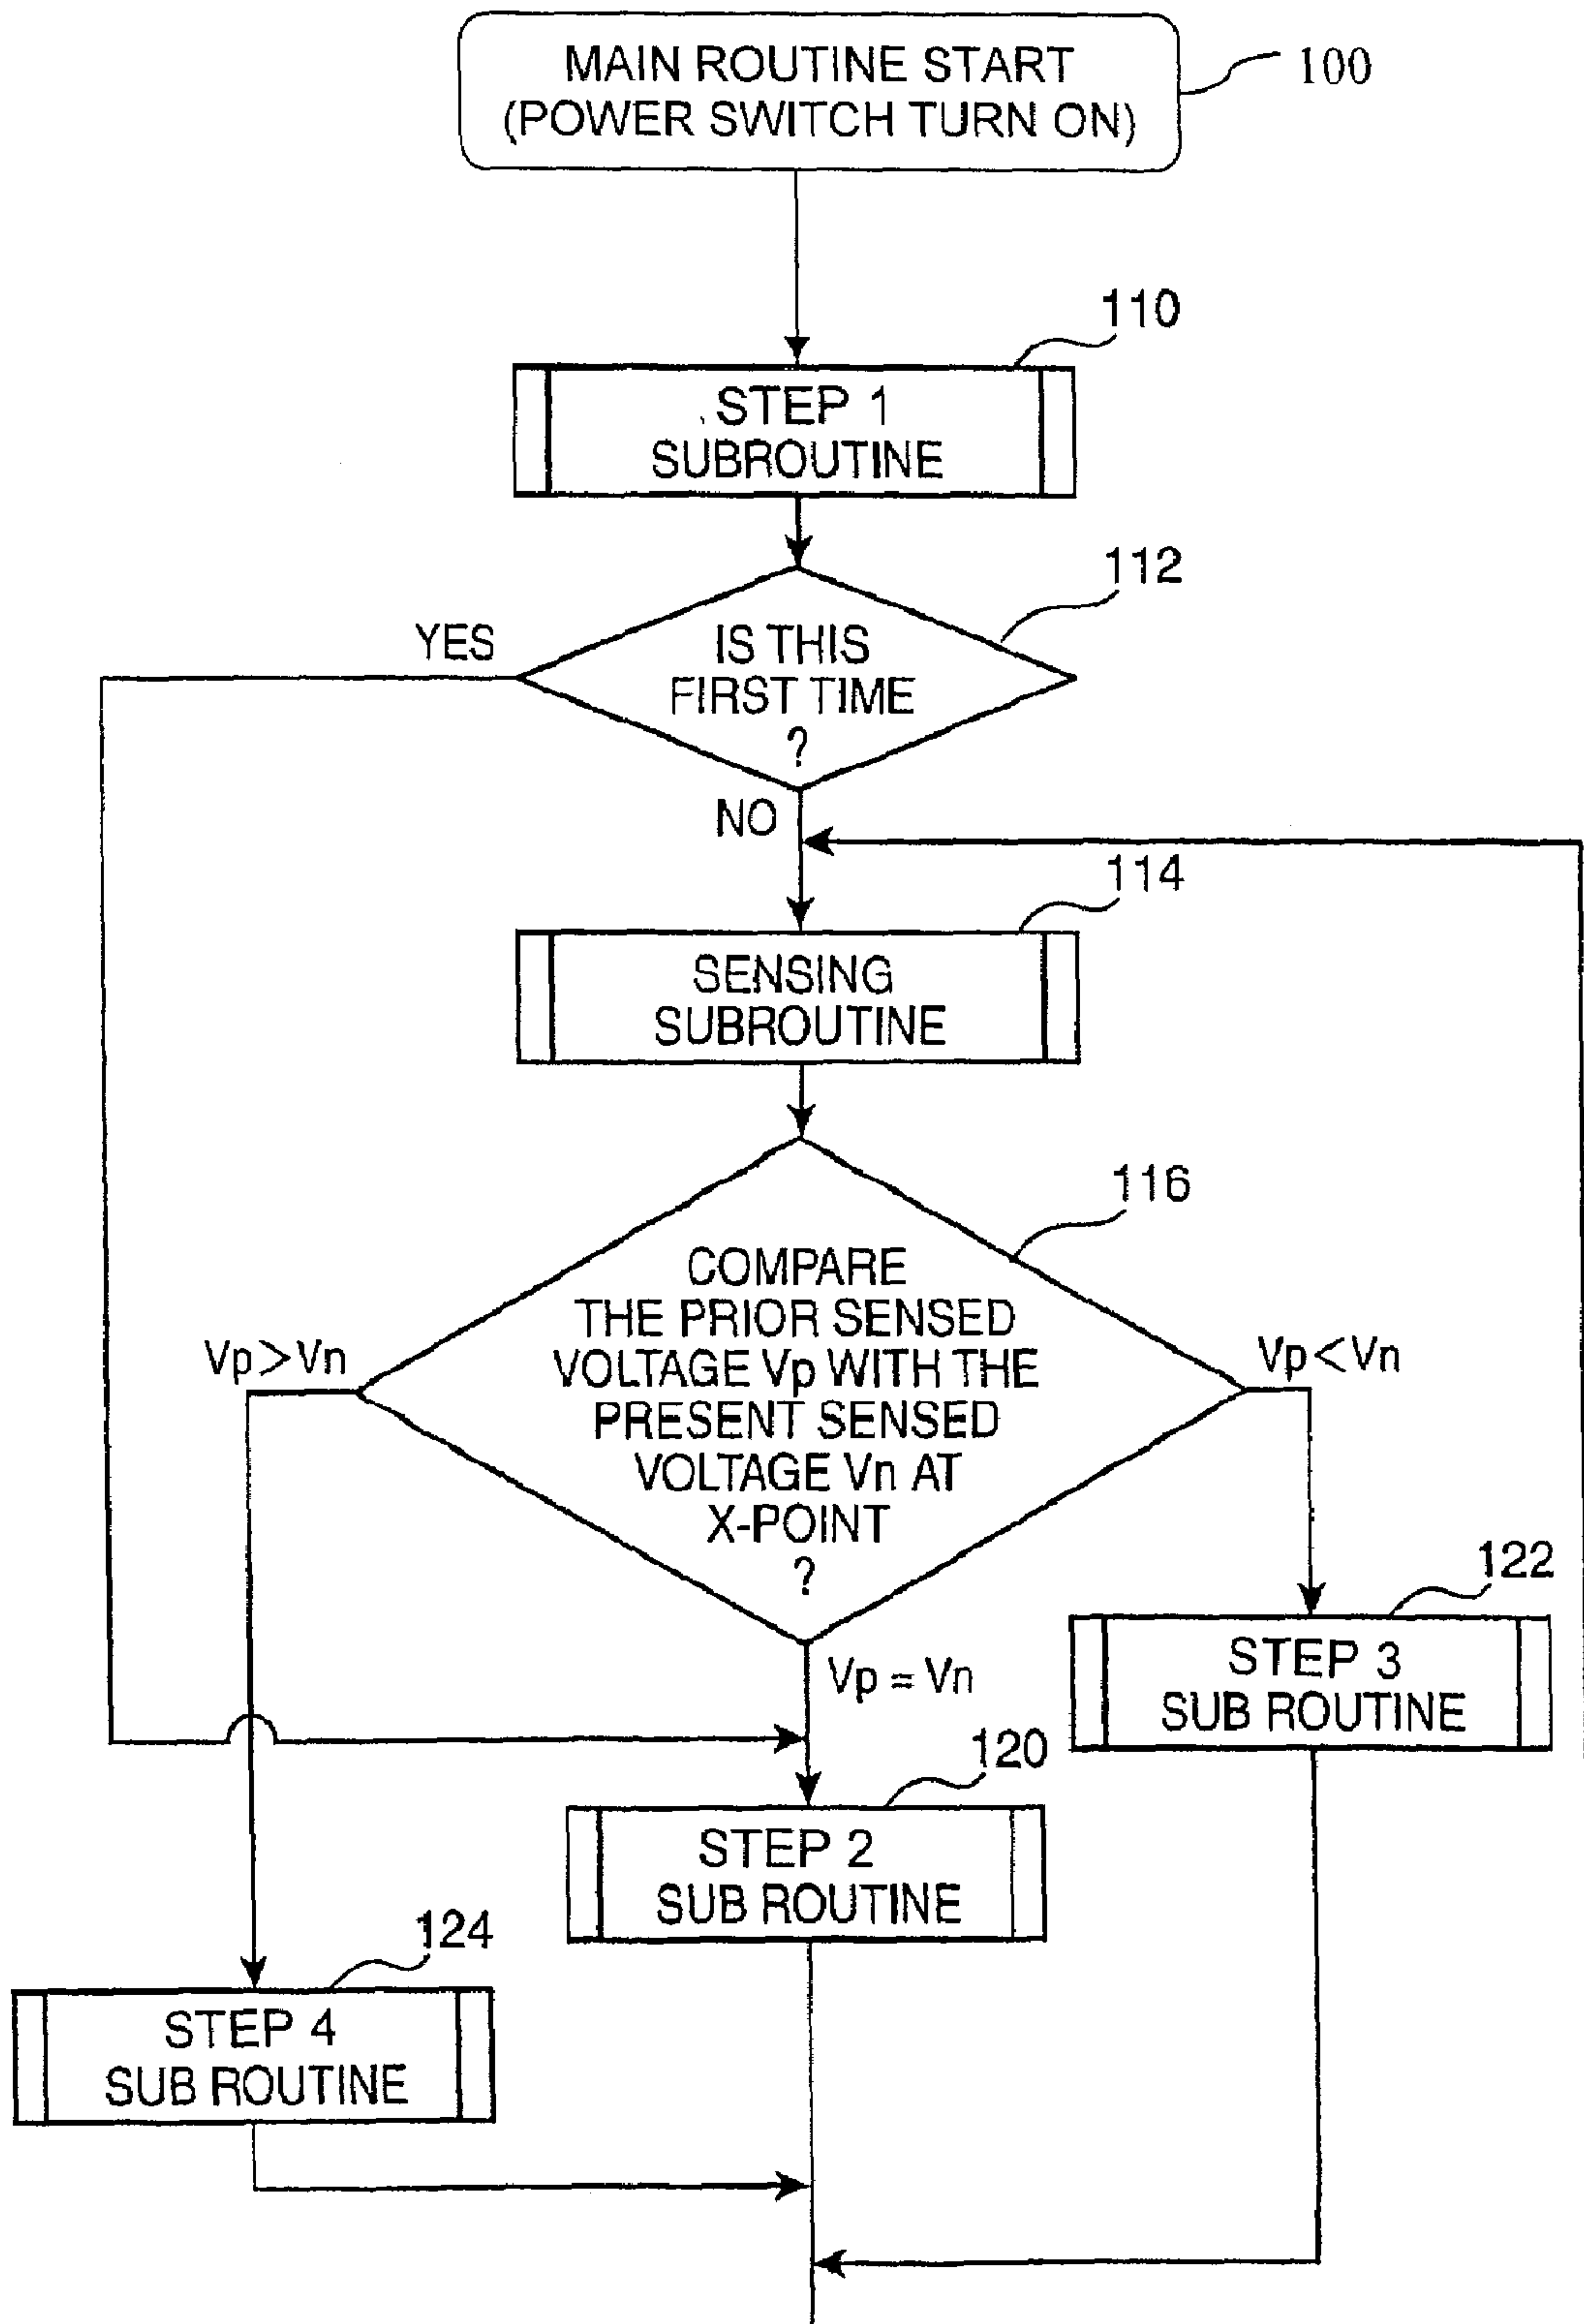 MAIN ROUTINE START
(POWER SWITCH TURN ON)
100
110
STEP 1
SUBROUTINE
112
YES
IS THIS
FIRST TIME
?
NO
114
SENSING
SUBROUTINE
116
COMPARE
THE PRIOR SENSED
VOLTAGE Vp WITH THE
PRESENT SENSED
VOLTAGE Vn AT
X-POINT
?
Vp>Vn
Vp<Vn
Vp = Vn
122
STEP 3
SUB ROUTINE
120
STEP 2
SUB ROUTINE
124
STEP 4
SUB ROUTINE